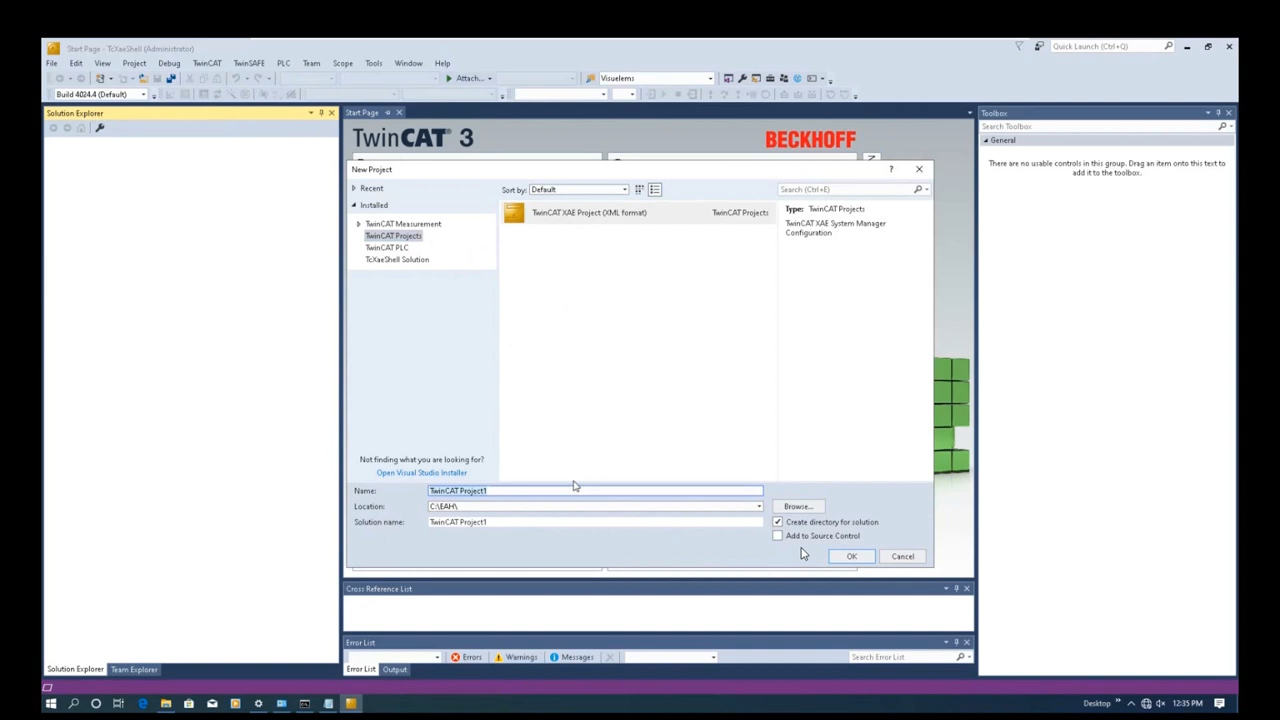 Start Page - TcXaeShell (Administrator)
Quick Launch (Ctrl+Q)
File Edit View Project Debug TwinCAT TwinSAFE PLC Team Scope Tools Window Help
Attach...
Visuelems
Build 4024.4 (Default)
Solution Explorer
Start Page
Toolbox
Search Toolbox
General
There are no usable controls in this group. Drag an item onto this text to
add it to the toolbox.
TwinCAT® 3
BECKHOFF
New Project
?
Recent
Installed
TwinCAT Measurement
TwinCAT Projects
TwinCAT PLC
TcXaeShell Solution
Sort by: Default
Search (Ctrl+E)
TwinCAT XAE Project (XML format) TwinCAT Projects
Type: TwinCAT Projects
TwinCAT XAE System Manager
Configuration
Not finding what you are looking for?
Open Visual Studio Installer
Name: TwinCAT Project1
Location: C:\EAH\
Browse...
Solution name: TwinCAT Project1
Create directory for solution
Add to Source Control
OK Cancel
Cross Reference List
Error List
Errors Warnings Messages
Search Error List
Solution Explorer Team Explorer
Error List Output
Desktop
12:35 PM